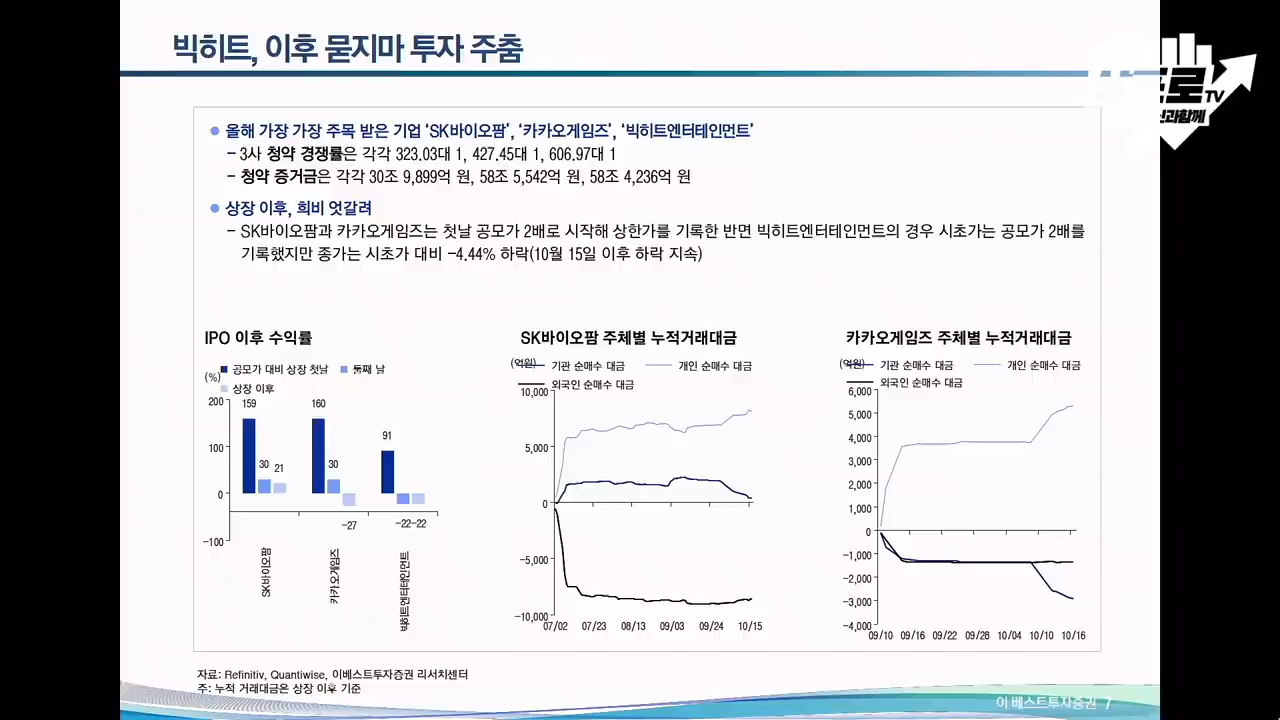 빅히트, 이후 묻지마 투자 주춤
로TV
신과함께
● 올해 가장 가장 주목 받은 기업 ‘SK바이오팜’, ‘카카오게임즈’, ‘빅히트엔터테인먼트’
– 3사 청약 경쟁률은 각각 323.03대 1, 427.45대 1, 606.97대 1
– 청약 증거금은 각각 30조 9,899억 원, 58조 5,542억 원, 58조 4,236억 원
● 상장 이후, 희비 엇갈려
– SK바이오팜과 카카오게임즈는 첫날 공모가 2배로 시작해 상한가를 기록한 반면 빅히트엔터테인먼트의 경우 시초가는 공모가 2배를
기록했지만 종가는 시초가 대비 -4.44% 하락(10월 15일 이후 하락 지속)
IPO 이후 수익률
(%)
공모가 대비 상장 첫날 둘째 날
상장 이후
200
100
0
-100
159 30 21
160 30 -27
91 -22 -22
SK바이오팜
카카오게임즈
빅히트엔터테인먼트
SK바이오팜 주체별 누적거래대금
(억원)
기관 순매수 대금 개인 순매수 대금
외국인 순매수 대금
10,000
5,000
0
-5,000
-10,000
07/02 07/23 08/13 09/03 09/24 10/15
카카오게임즈 주체별 누적거래대금
(억원)
기관 순매수 대금 개인 순매수 대금
외국인 순매수 대금
6,000
5,000
4,000
3,000
2,000
1,000
0
-1,000
-2,000
-3,000
-4,000
09/10 09/16 09/22 09/28 10/04 10/10 10/16
자료: Refinitiv, Quantiwise, 이베스트투자증권 리서치센터
주: 누적 거래대금은 상장 이후 기준
이베스트투자증권 7